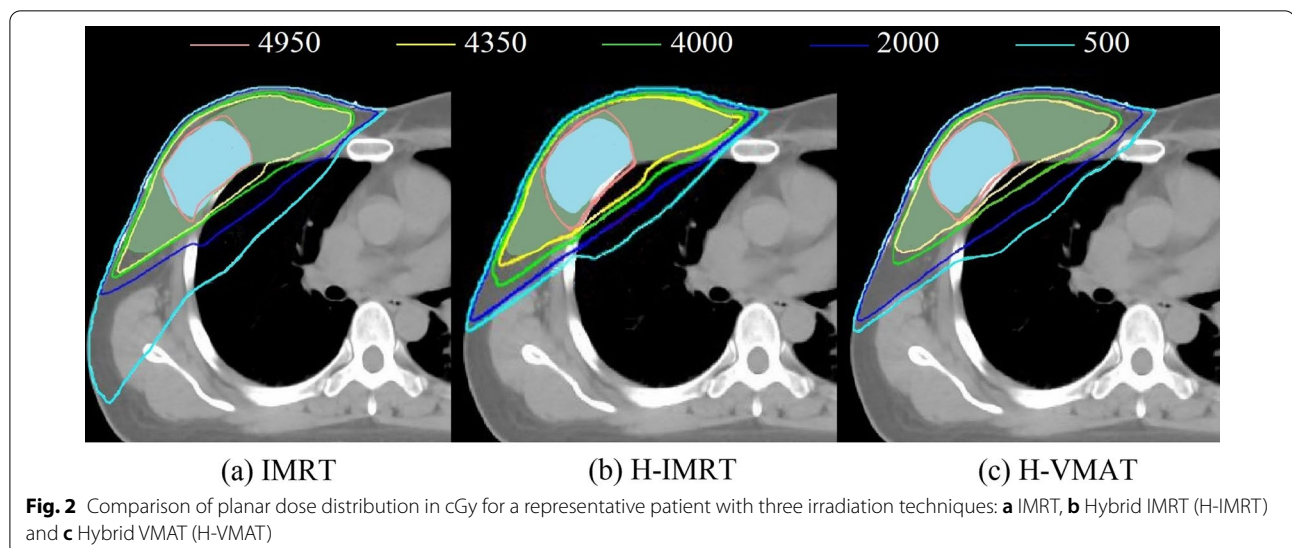 4950 4350 4000 2000 500
(a) IMRT (b) H-IMRT (c) H-VMAT
Fig. 2 Comparison of planar dose distribution in cGy for a representative patient with three irradiation techniques: a IMRT, b Hybrid IMRT (H-IMRT)
and c Hybrid VMAT (H-VMAT)